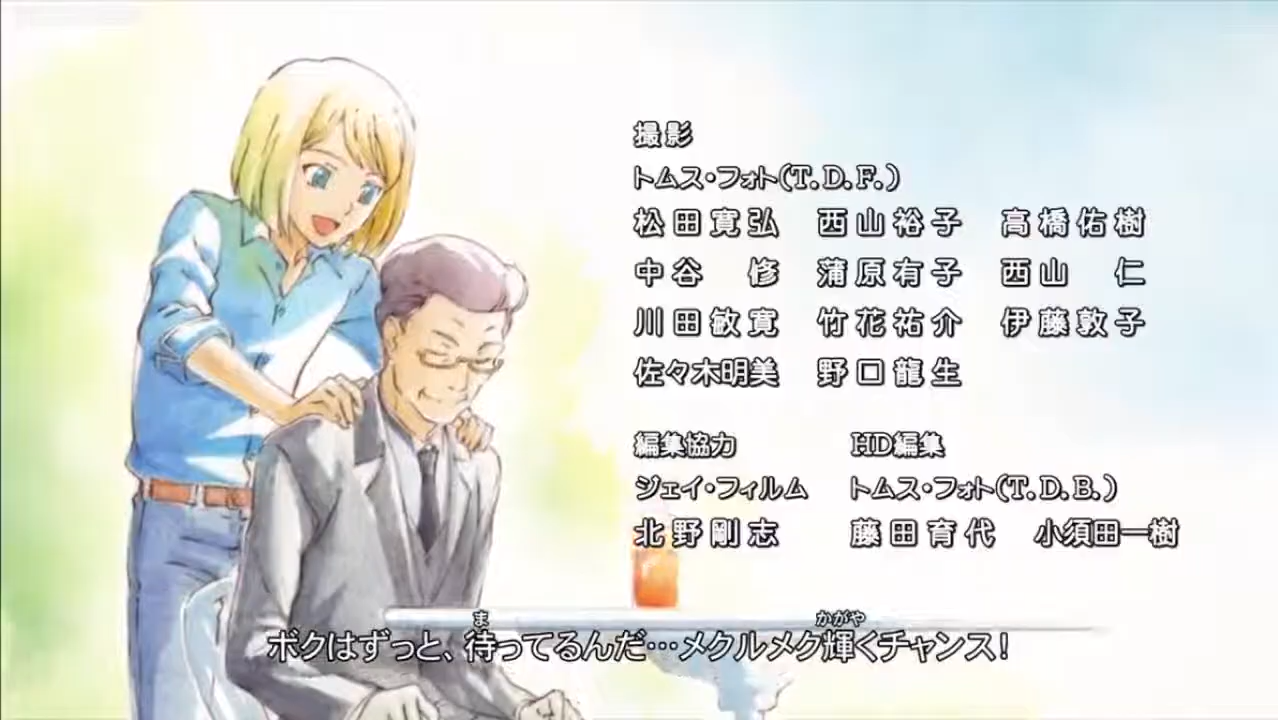 撮影
トムス・フォト(T.D.F.)
松田寛弘 西山裕子 高橋佑樹
中谷 修 蒲原有子 西山 仁
川田敏寛 竹花祐介 伊藤敦子
佐々木明美 野口龍生
編集協力 HD編集
ジェイ・フィルム トムス・フォト(T.D.B.)
北野剛志 藤田育代 小須田一樹
ま かがや
ボクはずっと、待ってるんだ…メクルメク輝くチャンス!